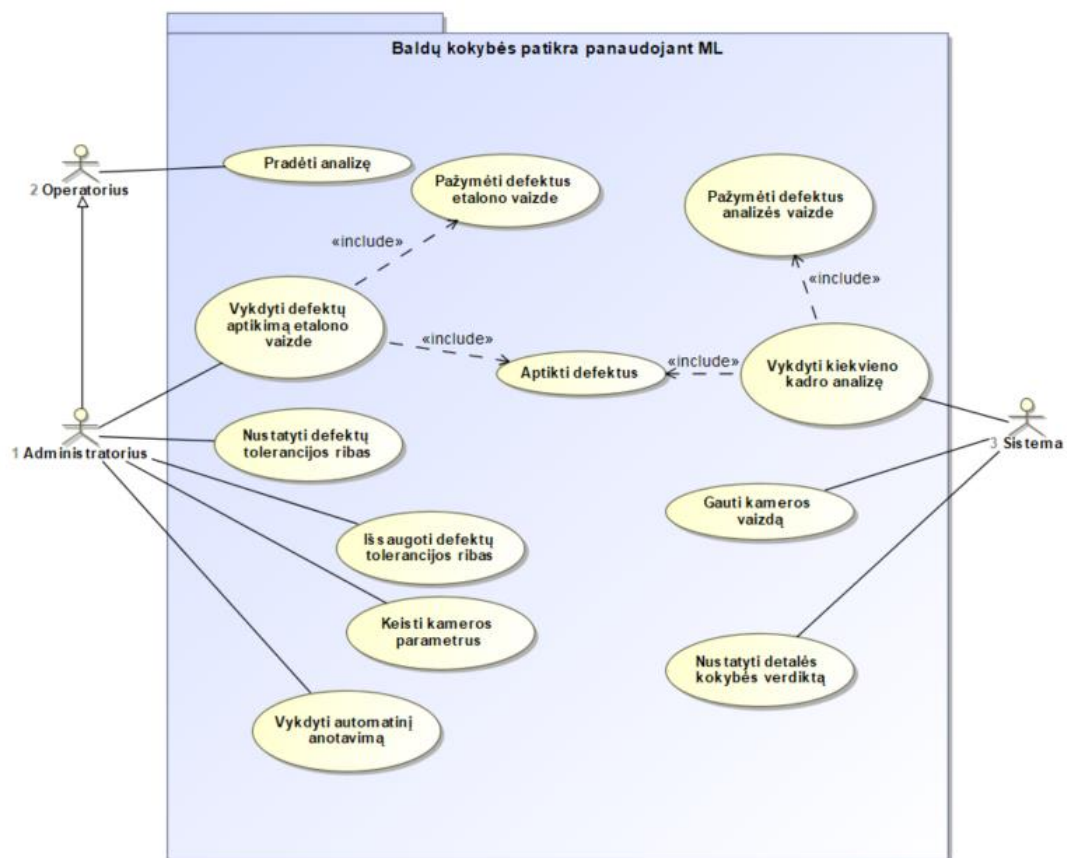 Baldų kokybės patikra panaudojant ML
Pradėti analizę
2 Operatorius
Pažymėti defektus
etalono vaizde
Pažymėti defektus
analizės vaizde
«include»
«include»
Vykdyti defektų
aptikimą etalono
vaizde
«include»
Aptikti defektus
«include»
Vykdyti kiekvieno
kadro analizę
1 Administratorius
Nustatyti defektų
tolerancijos ribas
3 Sistema
Gauti kameros
vaizdą
Išsaugoti defektų
tolerancijos ribas
Keisti kameros
parametrus
Nustatyti detalės
kokybės verdiktą
Vykdyti automatinį
anotavimą